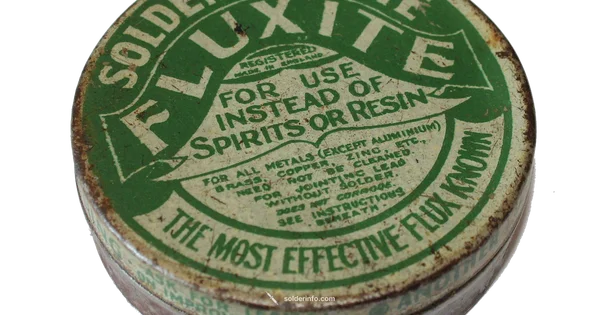 FLUXITE
REGISTERED
MADE IN ENGLAND
FOR USE
INSTEAD OF
SPIRITS OR RESIN
FOR ALL METALS (EXCEPT ALUMINIUM)
BRASS, COPPER, ZINC, ETC.,
NEED NOT BE CLEANED.
FOR JOINTING LEAD
WITHOUT SOLDER.
DOES NOT CORRODE.
SEE INSTRUCTIONS
BENEATH.
THE MOST EFFECTIVE FLUX KNOWN
ANOTHER
solderinfo.com